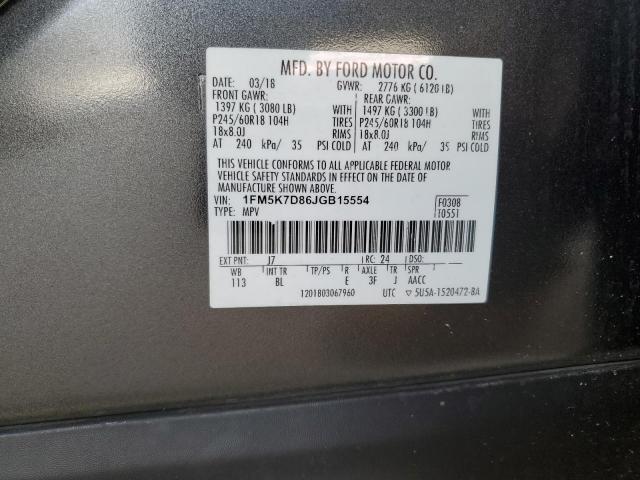 MFD. BY FORD MOTOR CO.
DATE: 03/18 GVWR: 2776 KG ( 6120 LB)
FRONT GAWR: REAR GAWR:
1397 KG ( 3080 LB) WITH 1497 KG ( 3300 LB) WITH
P245/60R18 104H TIRES P245/60R18 104H TIRES
18x8.0J RIMS 18x8.0J RIMS
AT 240 kPa/ 35 PSI COLD AT 240 kPa/ 35 PSI COLD
THIS VEHICLE CONFORMS TO ALL APPLICABLE FEDERAL MOTOR
VEHICLE SAFETY STANDARDS IN EFFECT ON THE DATE OF
MANUFACTURE SHOWN ABOVE.
VIN: 1FM5K7D86JGB15554 F0308
TYPE: MPV T0551
EXT PNT: J7 RC: 24 DSO:
WB INT TR TP/PS R AXLE TR SPR
113 BL E 3F J AACC
1201803067960 UTC ▽ 5U5A-1520472-BA